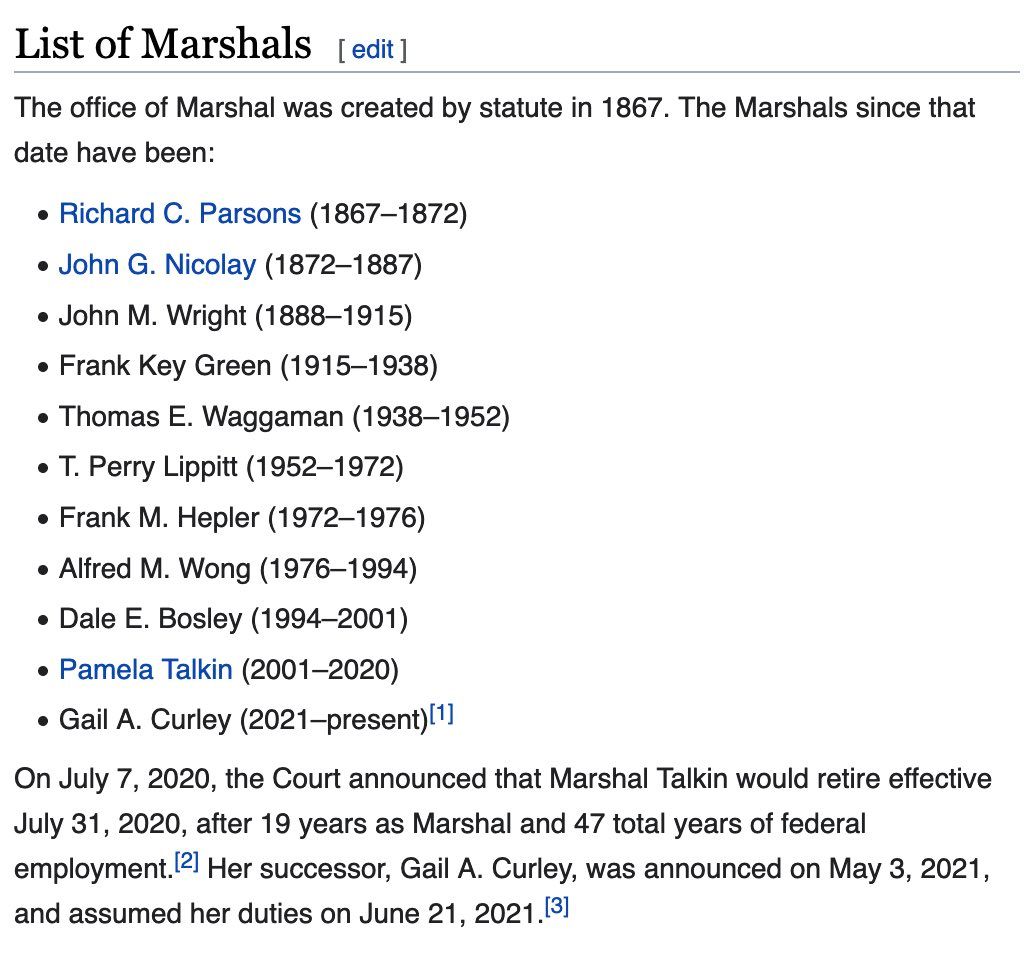 List of Marshals [ edit ]
The office of Marshal was created by statute in 1867. The Marshals since that
date have been:
• Richard C. Parsons (1867–1872)
• John G. Nicolay (1872–1887)
• John M. Wright (1888–1915)
• Frank Key Green (1915–1938)
• Thomas E. Waggaman (1938–1952)
• T. Perry Lippitt (1952–1972)
• Frank M. Hepler (1972–1976)
• Alfred M. Wong (1976–1994)
• Dale E. Bosley (1994–2001)
• Pamela Talkin (2001–2020)
• Gail A. Curley (2021–present)[1]
On July 7, 2020, the Court announced that Marshal Talkin would retire effective
July 31, 2020, after 19 years as Marshal and 47 total years of federal
employment.[2] Her successor, Gail A. Curley, was announced on May 3, 2021,
and assumed her duties on June 21, 2021.[3]